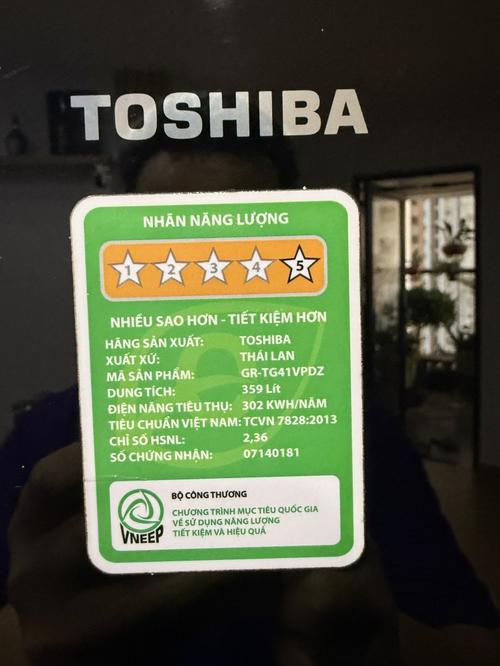 TOSHIBA
NHÃN NĂNG LƯỢNG
1 2 3 4 5
NHIỀU SAO HƠN - TIẾT KIỆM HƠN
HÃNG SẢN XUẤT: TOSHIBA
XUẤT XỨ: THÁI LAN
MÃ SẢN PHẨM: GR-TG41VPDZ
DUNG TÍCH: 359 Lít
ĐIỆN NĂNG TIÊU THỤ: 302 KWH/NĂM
TIÊU CHUẨN VIỆT NAM: TCVN 7828:2013
CHỈ SỐ HSNL: 2,36
SỐ CHỨNG NHẬN: 07140181
BỘ CÔNG THƯƠNG
CHƯƠNG TRÌNH MỤC TIÊU QUỐC GIA
VỀ SỬ DỤNG NĂNG LƯỢNG
TIẾT KIỆM VÀ HIỆU QUẢ
VNEEP